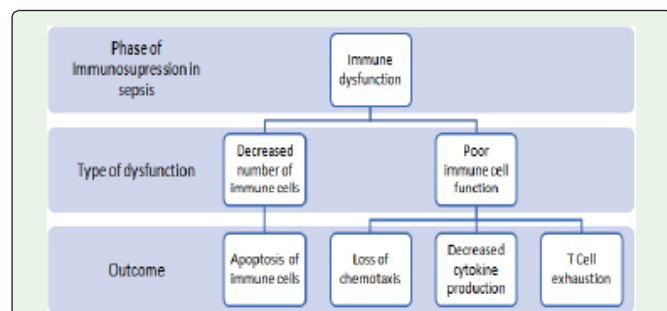 Phase of
Immunosupression in
sepsis
Immune
dysfunction
Type of dysfunction
Decreased
number of
immune cells
Poor
immune cell
function
Outcome
Apoptosis of
immune cells
Loss of
chemotaxis
Decreased
cytokine
production
T Cell
exhaustion